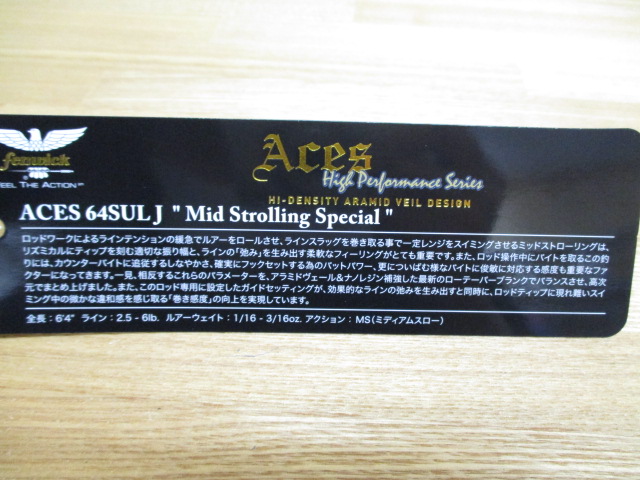 fenwick
®
FEEL THE ACTION™
Aces
High Performance Series
HI-DENSITY ARAMID VEIL DESIGN
ACES 64SUL J "Mid Strolling Special"
ロッドワークによるラインテンションの緩急でルアーをロールさせ、ラインスラッグを巻き取る事で一定レンジをスイミングさせるミッドストローリングは、
リズミカルにティップを刻む適切な振り幅と、ラインの「弛み」を生み出す柔軟なフィーリングがとても重要です。また、ロッド操作中にバイトを取るこの釣
りには、カウンターバイトに追従するしなやかさ、確実にフックセットする為のバットパワー、更についばむ様なバイトに俊敏に対応する感度も重要なファ
クターになってきます。一見、相反するこれらのパラメーターを、アラミドヴェール&ナノレジン補強した最新のローテーパーブランクでバランスさせ、高次
元でまとめ上げました。また、このロッド専用に設定したガイドセッティングが、効果的なラインの弛みを生み出すと同時に、ロッドティップに現れ難いスイ
ミング中の微かな違和感を感じ取る「巻き感度」の向上を実現しています。
全長：6'4" ライン：2.5 - 6lb. ルアーウェイト：1/16 - 3/16oz. アクション：MS(ミディアムスロー)